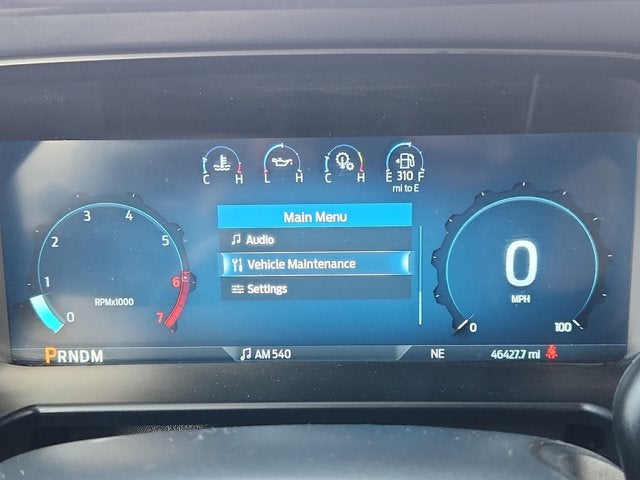 C H L H C H E 310 F
mi to E
Main Menu
Audio
Vehicle Maintenance
Settings
0 1 2 3 4 5 6 7
RPMx1000
0
MPH
0 100
PRNDM
AM 540
NE
46427.7 mi